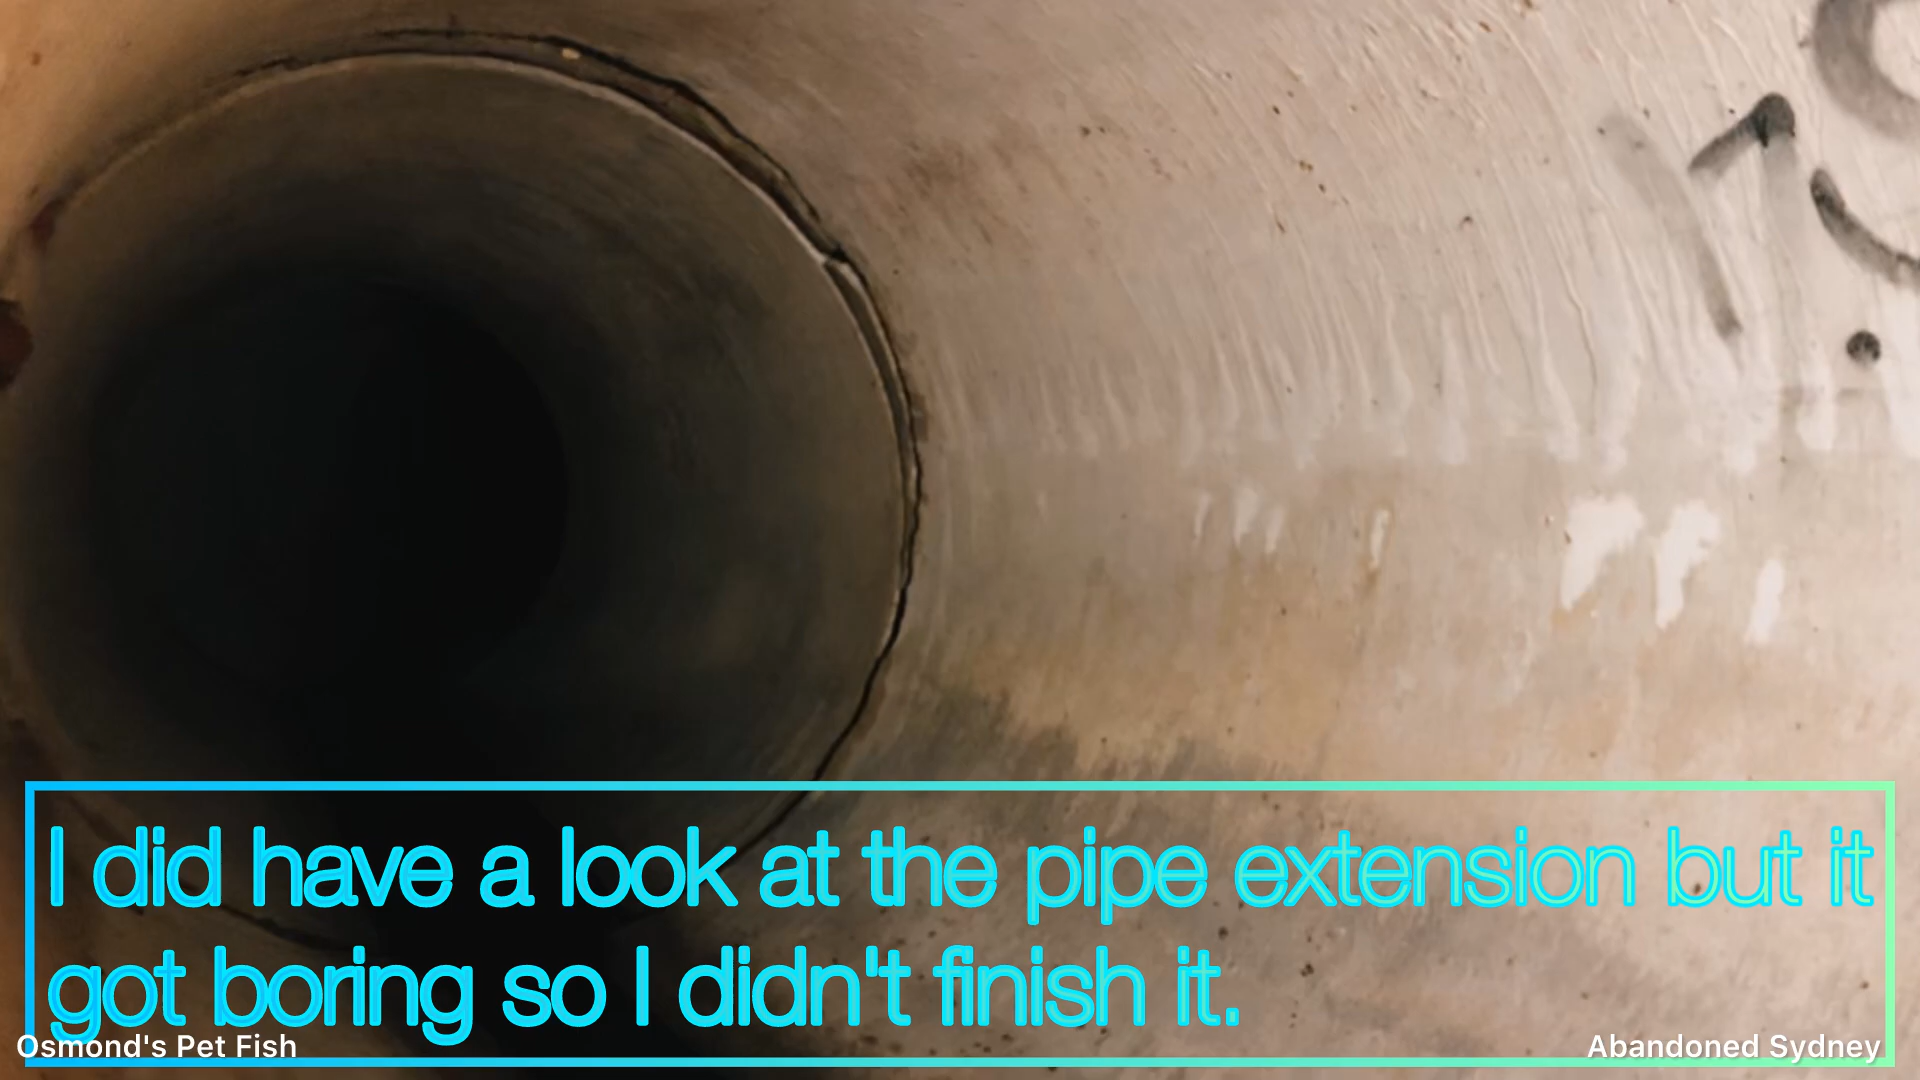 I did have a look at the pipe extension but it
got boring so I didn't finish it.
Osmond's Pet Fish
Abandoned Sydney